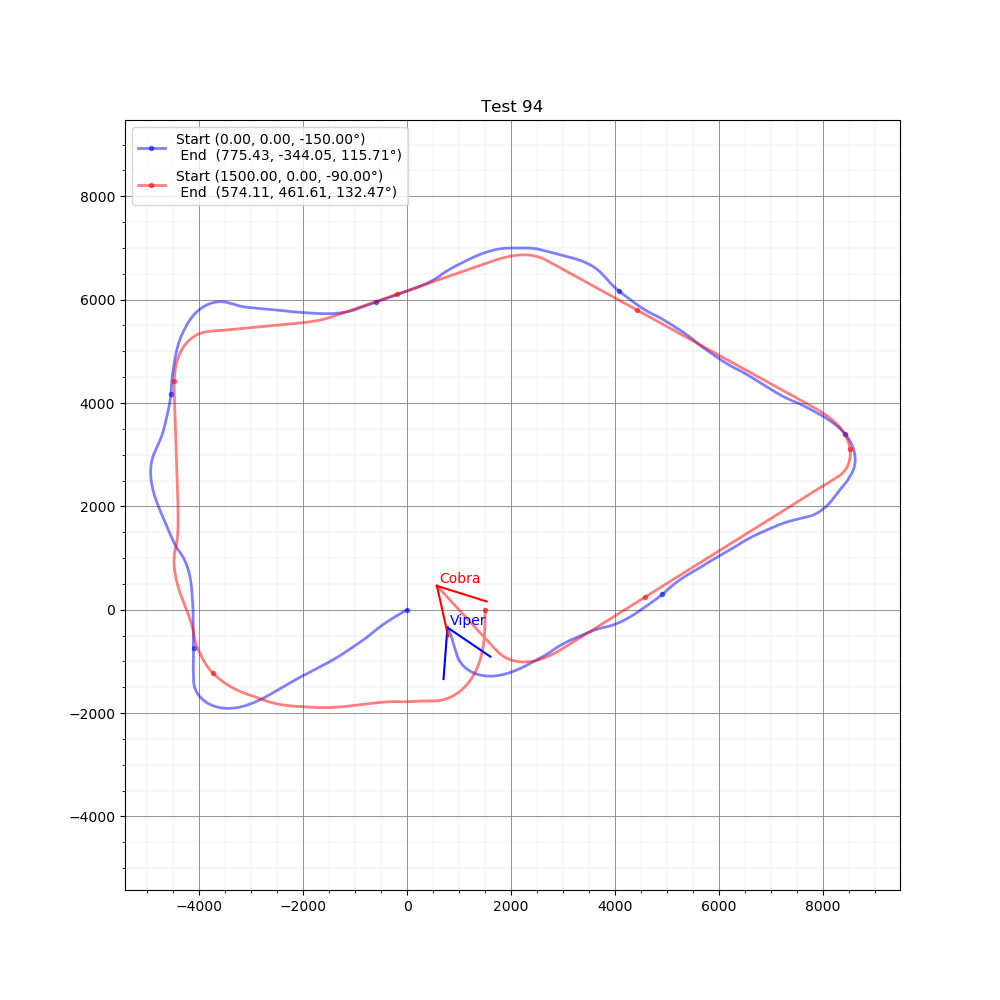 Test 94
Start (0.00, 0.00, -150.00°)
End (775.43, -344.05, 115.71°)
Start (1500.00, 0.00, -90.00°)
End (574.11, 461.61, 132.47°)
8000
6000
4000
2000
0
−2000
−4000
Cobra
Viper
−4000 −2000 0 2000 4000 6000 8000